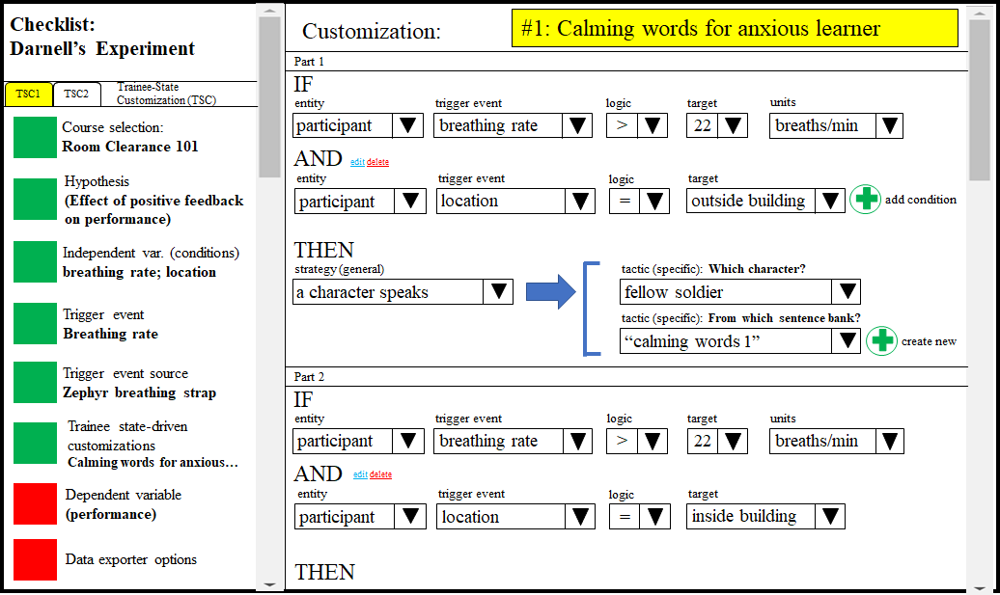 Checklist:
Darnell's Experiment
TSC1
TSC2
Trainee-State
Customization (TSC)
Course selection:
Room Clearance 101
Hypothesis
(Effect of positive feedback
on performance)
Independent var. (conditions)
breathing rate; location
Trigger event
Breathing rate
Trigger event source
Zephyr breathing strap
Trainee state-driven
customizations
Calming words for anxious…
Dependent variable
(performance)
Data exporter options
Customization:
#1: Calming words for anxious learner
Part 1
IF
entity trigger event logic target units
participant breathing rate > 22 breaths/min
AND edit delete
entity trigger event logic target
participant location = outside building add condition
THEN
strategy (general)
a character speaks
tactic (specific): Which character?
fellow soldier
tactic (specific): From which sentence bank?
“calming words 1” create new
Part 2
IF
entity trigger event logic target units
participant breathing rate > 22 breaths/min
AND edit delete
entity trigger event logic target
participant location = inside building
THEN